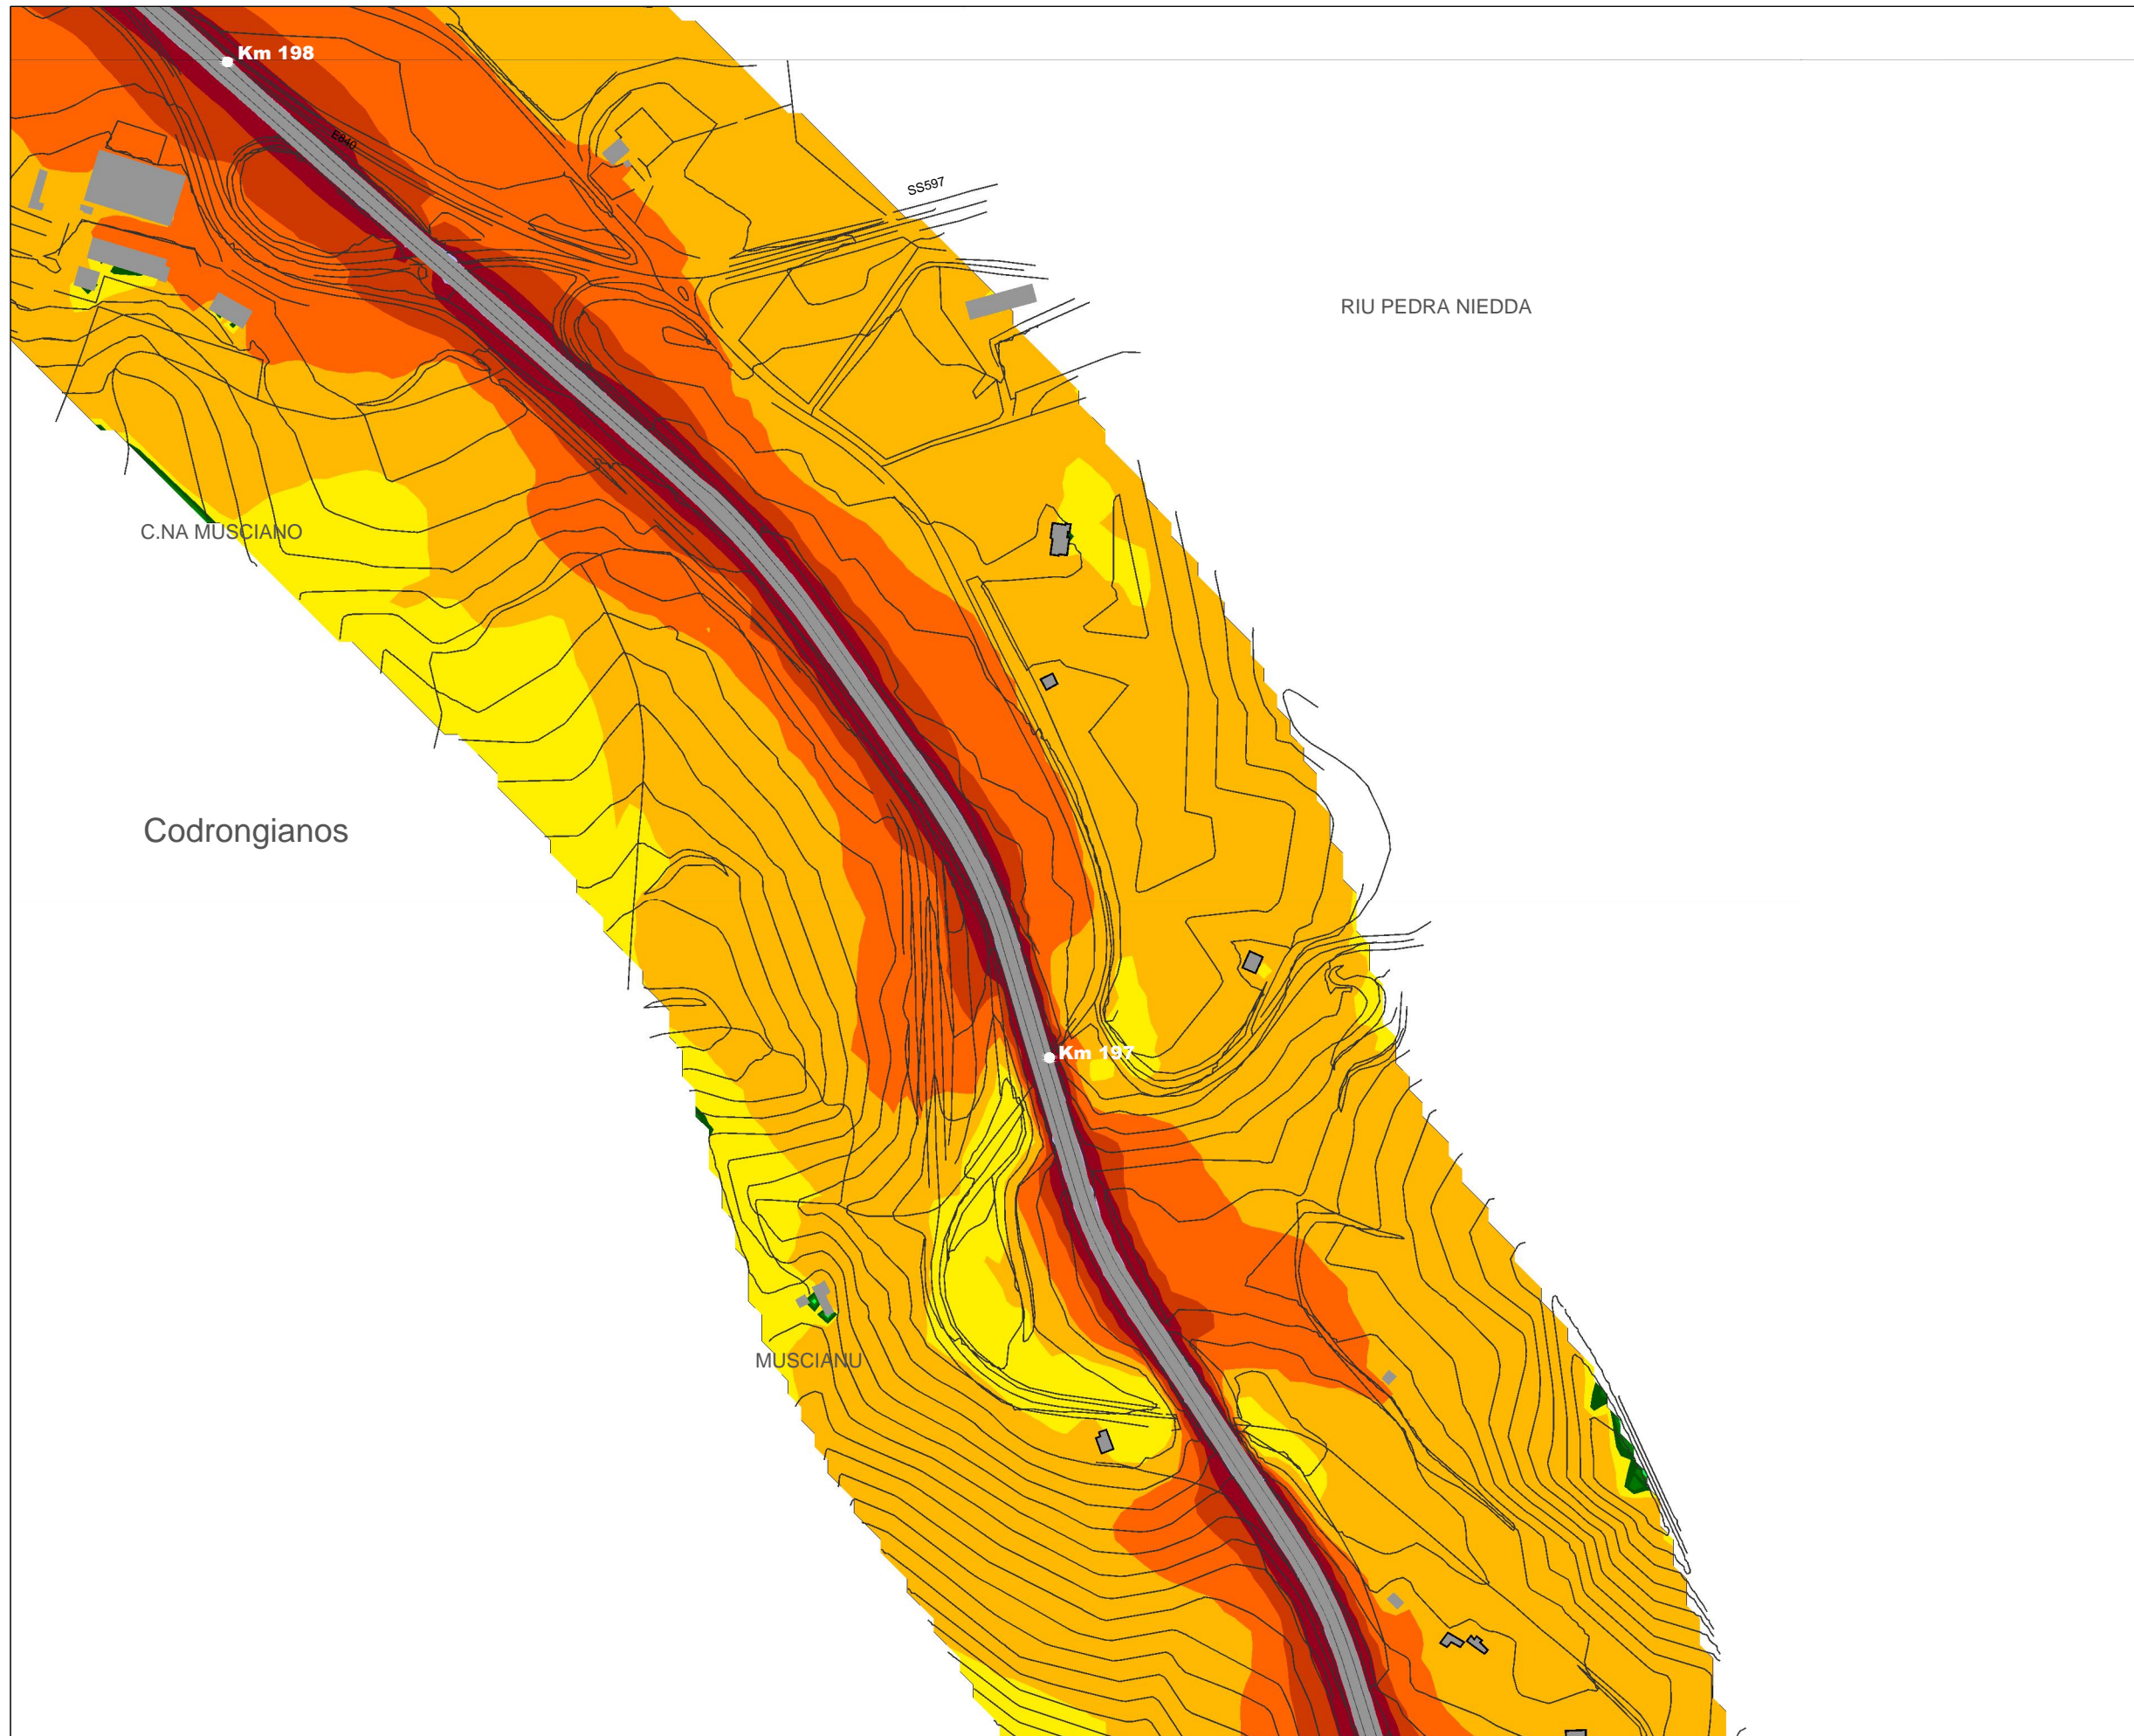 Km 198
E840
SS597
RIU PEDRA NIEDDA
C.NA MUSCIANO
Codrongianos
Km 197
MUSCIANU